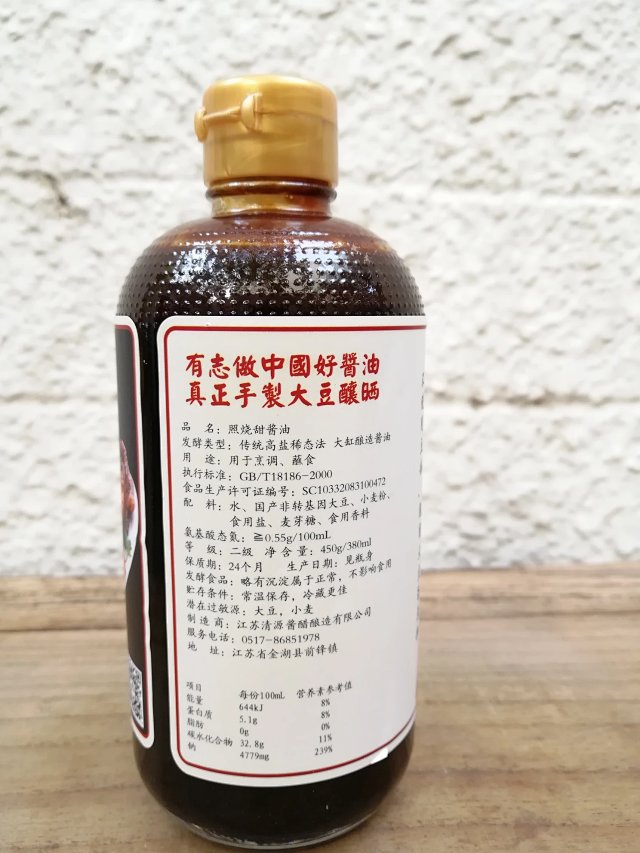 有志做中國好醬油
真正手製大豆釀晒
品 名：照烧甜酱油
发酵类型：传统高盐稀态法 大缸酿造酱油
用 途：用于烹调、蘸食
执行标准：GB/T18186-2000
食品生产许可证编号：SC10332083100472
配 料：水、国产非转基因大豆、小麦粉、
食用盐、麦芽糖、食用香料
氨基酸态氮：≧0.55g/100mL
等 级：二级 净 含 量：450g/380ml
保质期：24个月 生产日期：见瓶身
发酵食品：略有沉淀属于正常，不影响食用
贮存条件：常温保存，冷藏更佳
潜在过敏源：大豆，小麦
制 造 商：江苏清源酱醋酿造有限公司
服务电话：0517-86851978
地 址：江苏省金湖县前锋镇
项目 每份100mL 营养素参考值
能量 644kJ 8%
蛋白质 5.1g 8%
脂肪 0g 0%
碳水化合物 32.8g 11%
钠 4779mg 239%